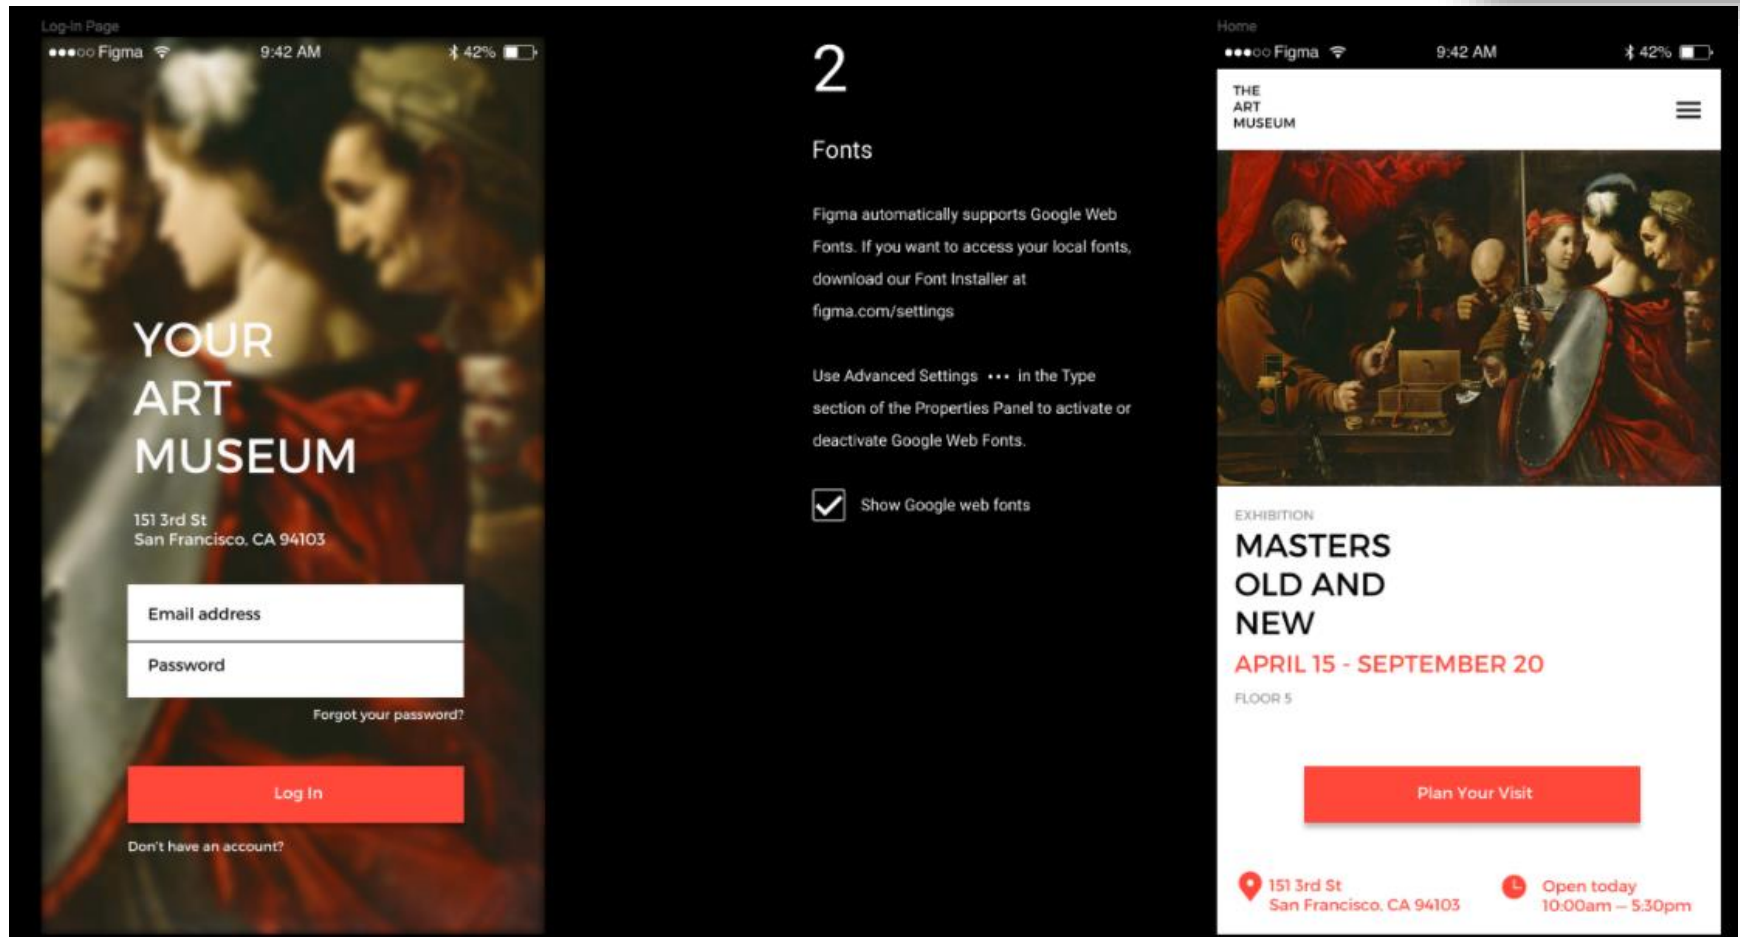 Log-in Page
Figma 9:42 AM 42%
YOUR
ART
MUSEUM
151 3rd St
San Francisco, CA 94103
Email address
Password
Forgot your password?
Log In
Don't have an account?
2
Fonts
Figma automatically supports Google Web
Fonts. If you want to access your local fonts,
download our Font Installer at
figma.com/settings
Use Advanced Settings ••• in the Type
section of the Properties Panel to activate or
deactivate Google Web Fonts.
Show Google web fonts
Home
Figma 9:42 AM 42%
THE
ART
MUSEUM
EXHIBITION
MASTERS
OLD AND
NEW
APRIL 15 - SEPTEMBER 20
FLOOR 5
Plan Your Visit
151 3rd St
San Francisco, CA 94103
Open today
10:00am — 5:30pm